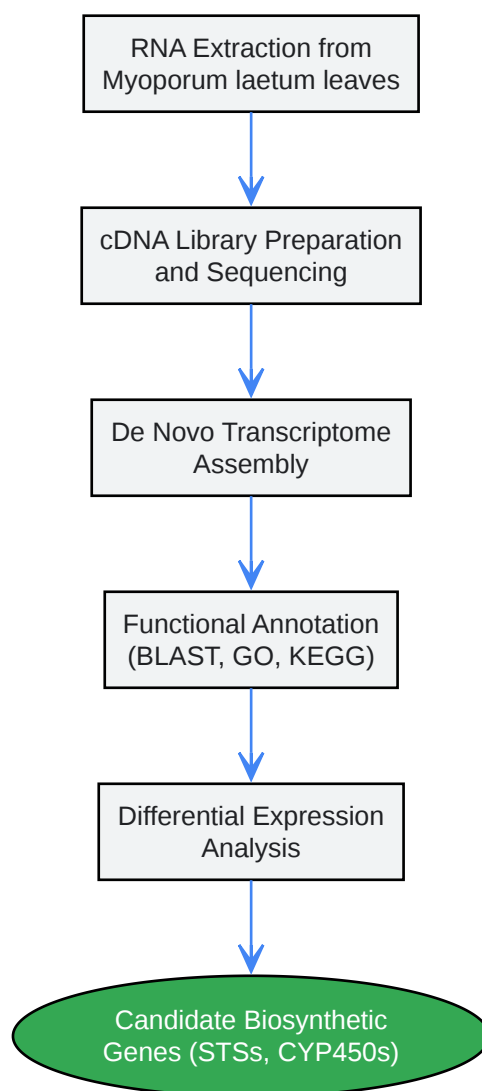 RNA Extraction from
Myoporum laetum leaves
cDNA Library Preparation
and Sequencing
De Novo Transcriptome
Assembly
Functional Annotation
(BLAST, GO, KEGG)
Differential Expression
Analysis
Candidate Biosynthetic
Genes (STSs, CYP450s)